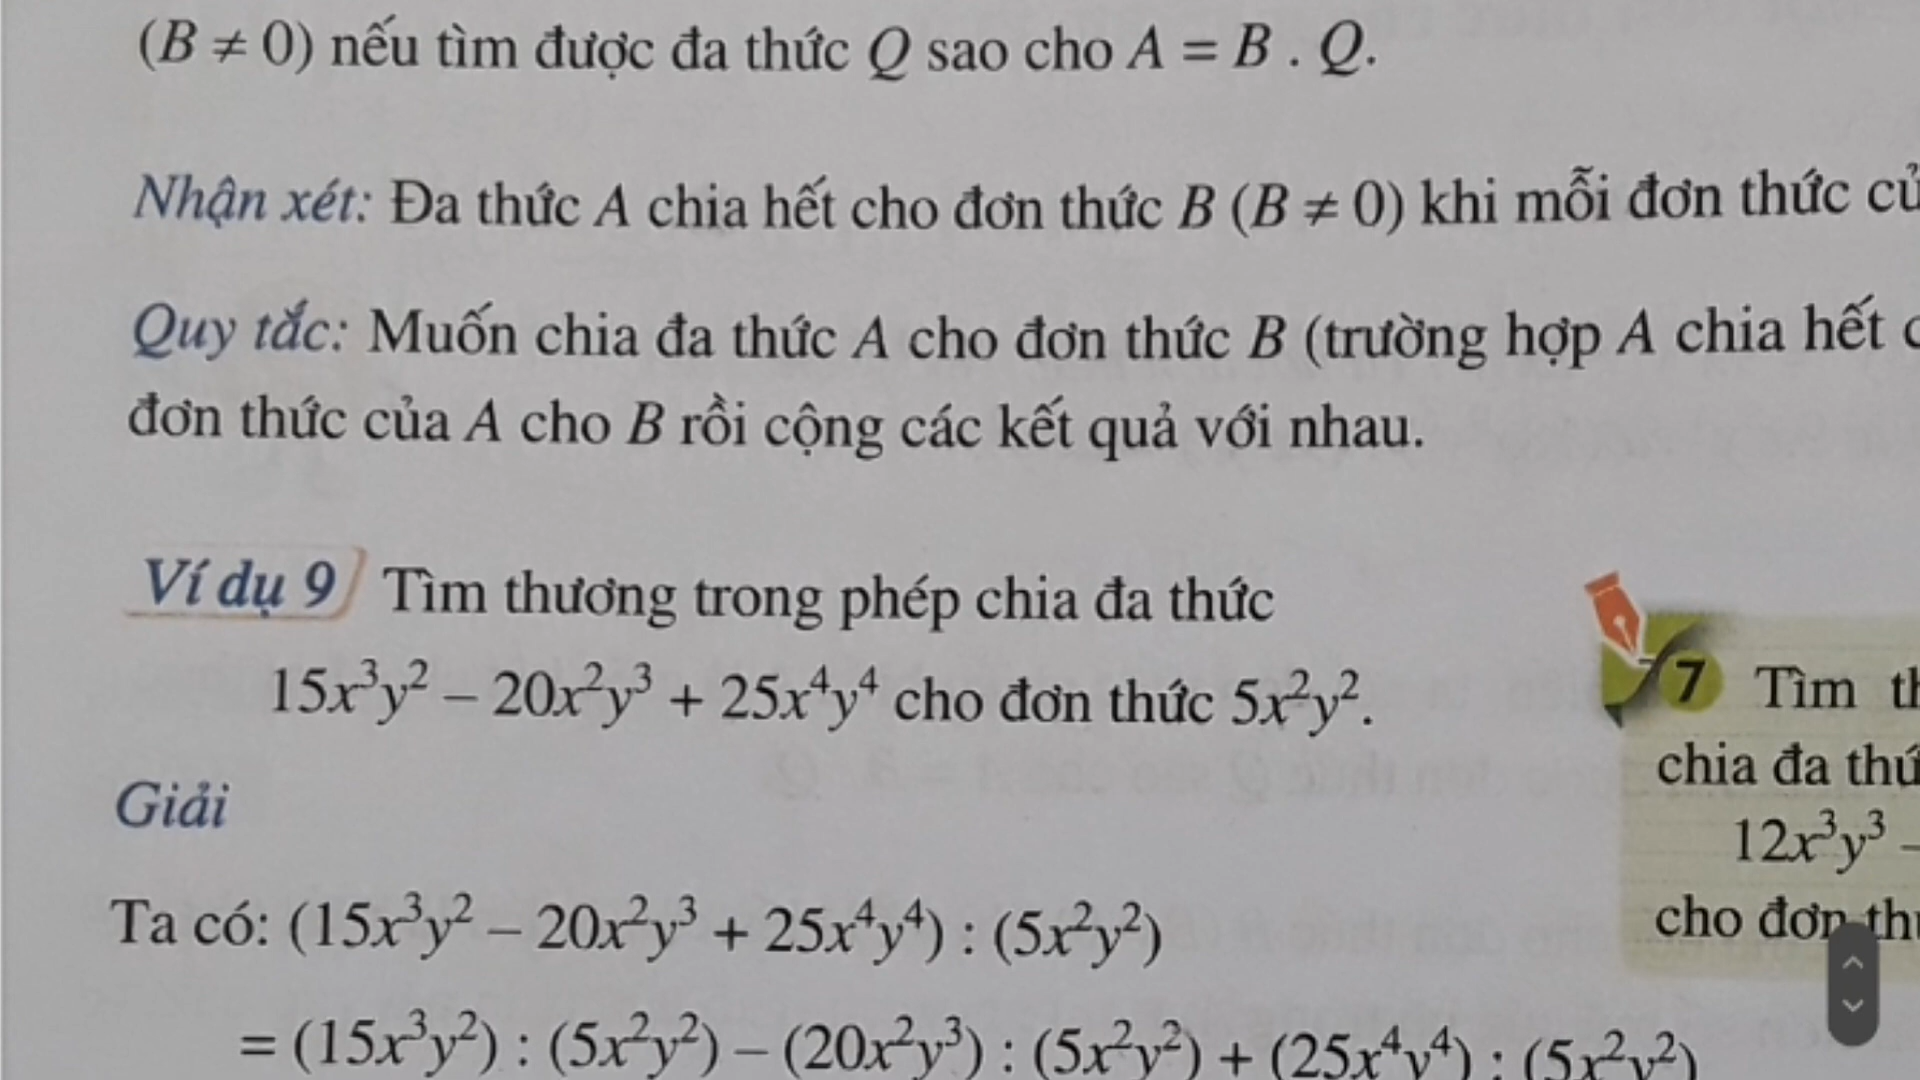 (B ≠ 0) nếu tìm được đa thức Q sao cho A = B . Q.
Nhận xét: Đa thức A chia hết cho đơn thức B (B ≠ 0) khi mỗi đơn thức
Quy tắc: Muốn chia đa thức A cho đơn thức B (trường hợp A chia hết
đơn thức của A cho B rồi cộng các kết quả với nhau.
Ví dụ 9 Tìm thương trong phép chia đa thức
15x³y² – 20x²y³ + 25x⁴y⁴ cho đơn thức 5x²y².
Giải
Ta có: (15x³y² – 20x²y³ + 25x⁴y⁴) : (5x²y²)
= (15x³y²) : (5x²y²) – (20x²y³) : (5x²y²) + (25x⁴y⁴) : (5x²y²)
7 Tìm
chia đa
12x³y³ –
cho đơn